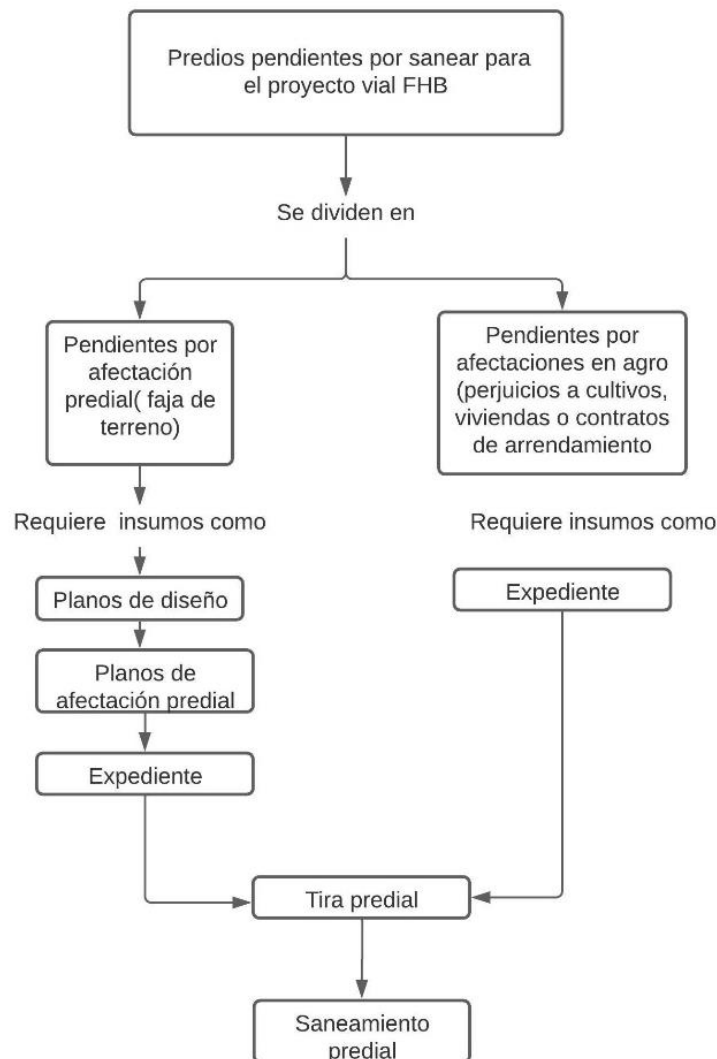 Predios pendientes por sanear para
el proyecto vial FHB
Se dividen en
Pendientes por
afectación
predial( faja de
terreno)
Requiere insumos como
Planos de diseño
Planos de
afectación predial
Expediente
Pendientes por
afectaciones en agro
(perjuicios a cultivos,
viviendas o contratos
de arrendamiento
Requiere insumos como
Expediente
Tira predial
Saneamiento
predial